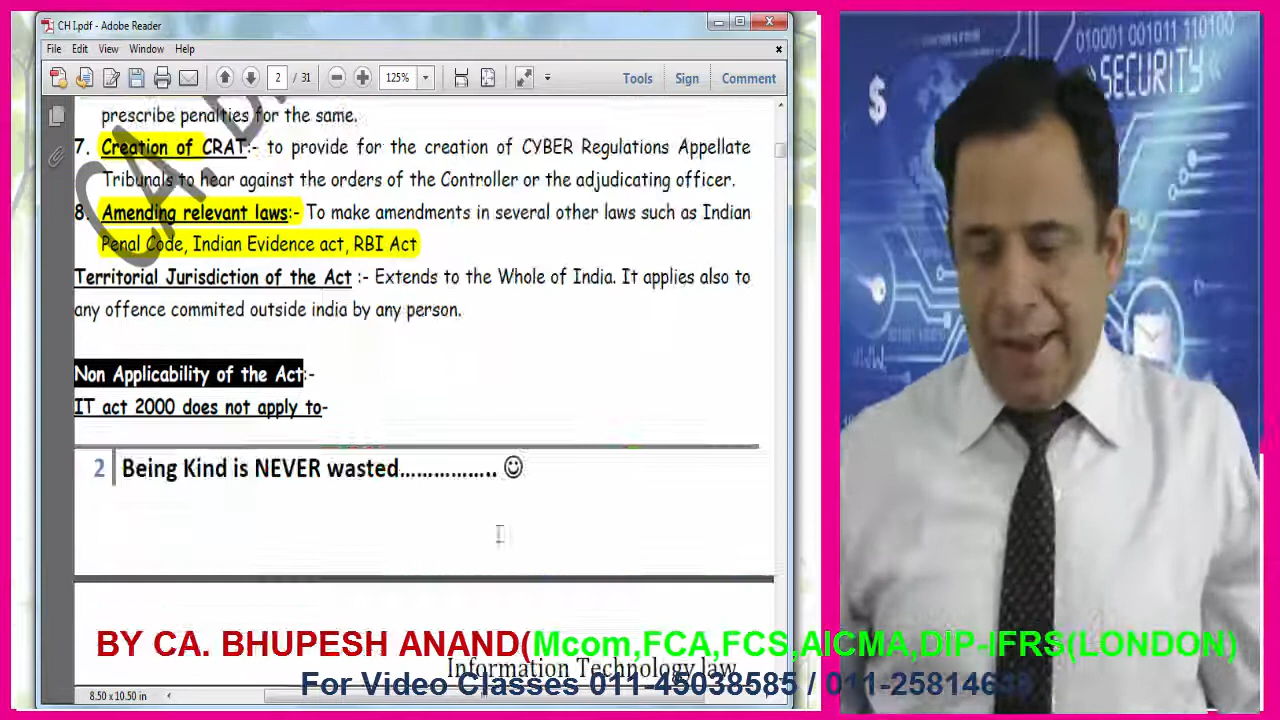 CH I.pdf - Adobe Reader
File Edit View Window Help
2 / 31 125% Tools Sign Comment
prescribe penalties for the same.
7. Creation of CRAT:- to provide for the creation of CYBER Regulations Appellate
Tribunals to hear against the orders of the Controller or the adjudicating officer.
8. Amending relevant laws:- To make amendments in several other laws such as Indian
Penal Code, Indian Evidence act, RBI Act
Territorial Jurisdiction of the Act :- Extends to the Whole of India. It applies also to
any offence commited outside india by any person.
Non Applicability of the Act:-
IT act 2000 does not apply to-
2 Being Kind is NEVER wasted................ ☺
Information Technology law
8.50 x 10.50 in
CA. B
010001 001011 110100
SECURITY
$
BY CA. BHUPESH ANAND(Mcom,FCA,FCS,AICMA,DIP-IFRS(LONDON)
For Video Classes 011-45038585 / 011-258146